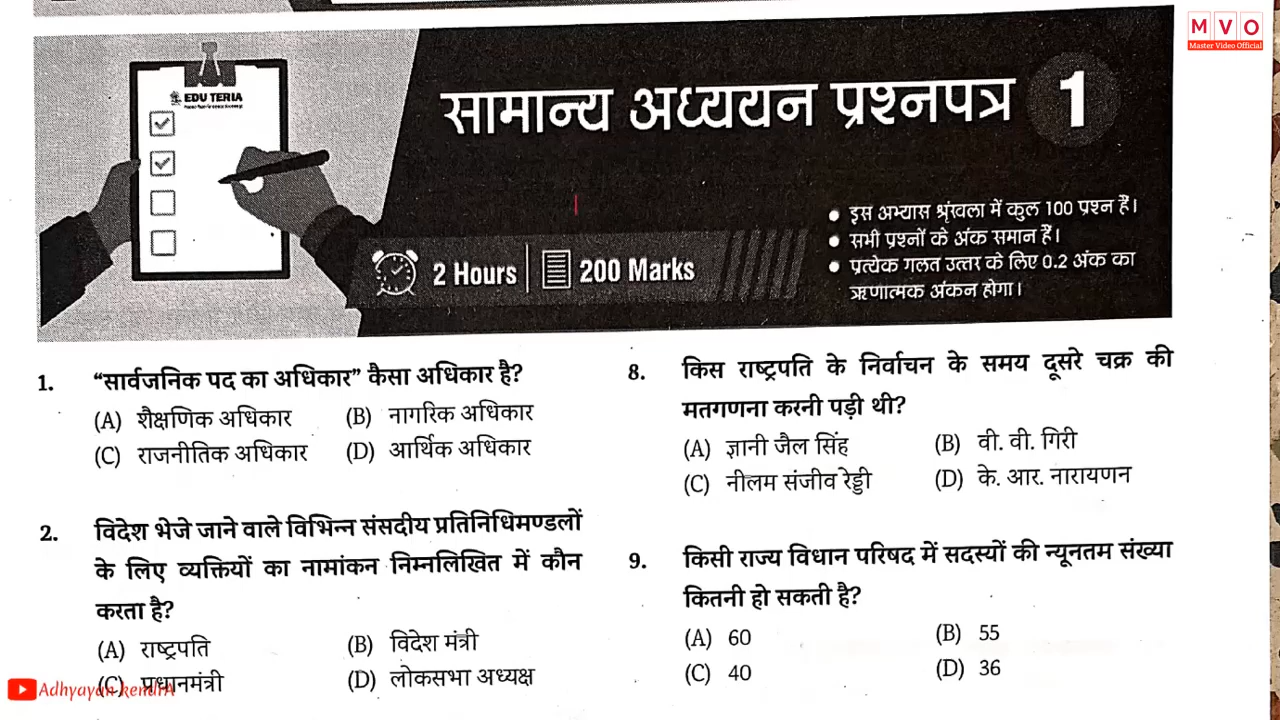 M V O
Master Video Official
EDU TERIA
सामान्य अध्ययन प्रश्नपत्र 1
2 Hours
200 Marks
• इस अभ्यास श्रृंखला में कुल 100 प्रश्न हैं।
• सभी प्रश्नों के अंक समान हैं।
• प्रत्येक गलत उत्तर के लिए 0.2 अंक का
ऋणात्मक अंकन होगा।
1. “सार्वजनिक पद का अधिकार” कैसा अधिकार है?
(A) शैक्षणिक अधिकार (B) नागरिक अधिकार
(C) राजनीतिक अधिकार (D) आर्थिक अधिकार
2. विदेश भेजे जाने वाले विभिन्न संसदीय प्रतिनिधिमण्डलों
के लिए व्यक्तियों का नामांकन निम्नलिखित में कौन
करता है?
(A) राष्ट्रपति (B) विदेश मंत्री
(C) प्रधानमंत्री (D) लोकसभा अध्यक्ष
8. किस राष्ट्रपति के निर्वाचन के समय दूसरे चक्र की
मतगणना करनी पड़ी थी?
(A) ज्ञानी जैल सिंह (B) वी. वी. गिरी
(C) नीलम संजीव रेड्डी (D) के. आर. नारायणन
9. किसी राज्य विधान परिषद में सदस्यों की न्यूनतम संख्या
कितनी हो सकती है?
(A) 60 (B) 55
(C) 40 (D) 36
Adhyayan kendrA